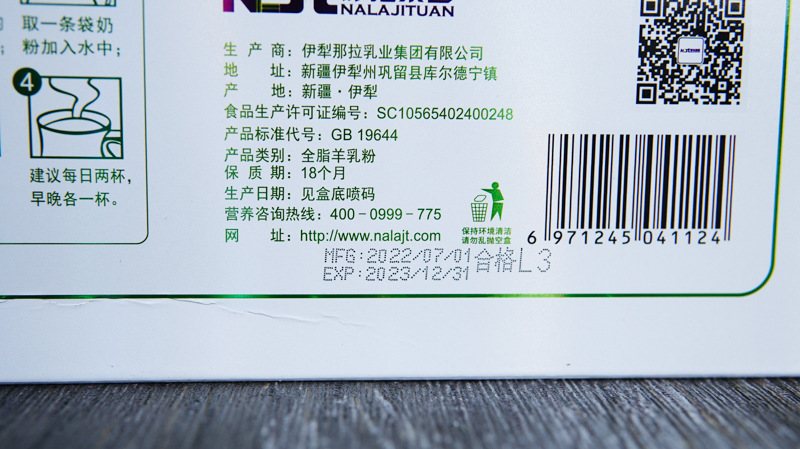 取一条袋奶
粉加入水中；
4
建议每日两杯，
早晚各一杯。
NALAJITUAN
生 产 商：伊犁那拉乳业集团有限公司
地 址：新疆伊犁州巩留县库尔德宁镇
产 地：新疆·伊犁
食品生产许可证编号：SC10565402400248
产品标准代号：GB 19644
产品类别：全脂羊乳粉
保 质 期：18个月
生产日期：见盒底喷码
营养咨询热线：400-0999-775
网 址：http://www.nalajt.com
保持环境清洁
请勿乱抛空盒
6 971245 041124
MFG:2022/07/01 合格L3
EXP:2023/12/31